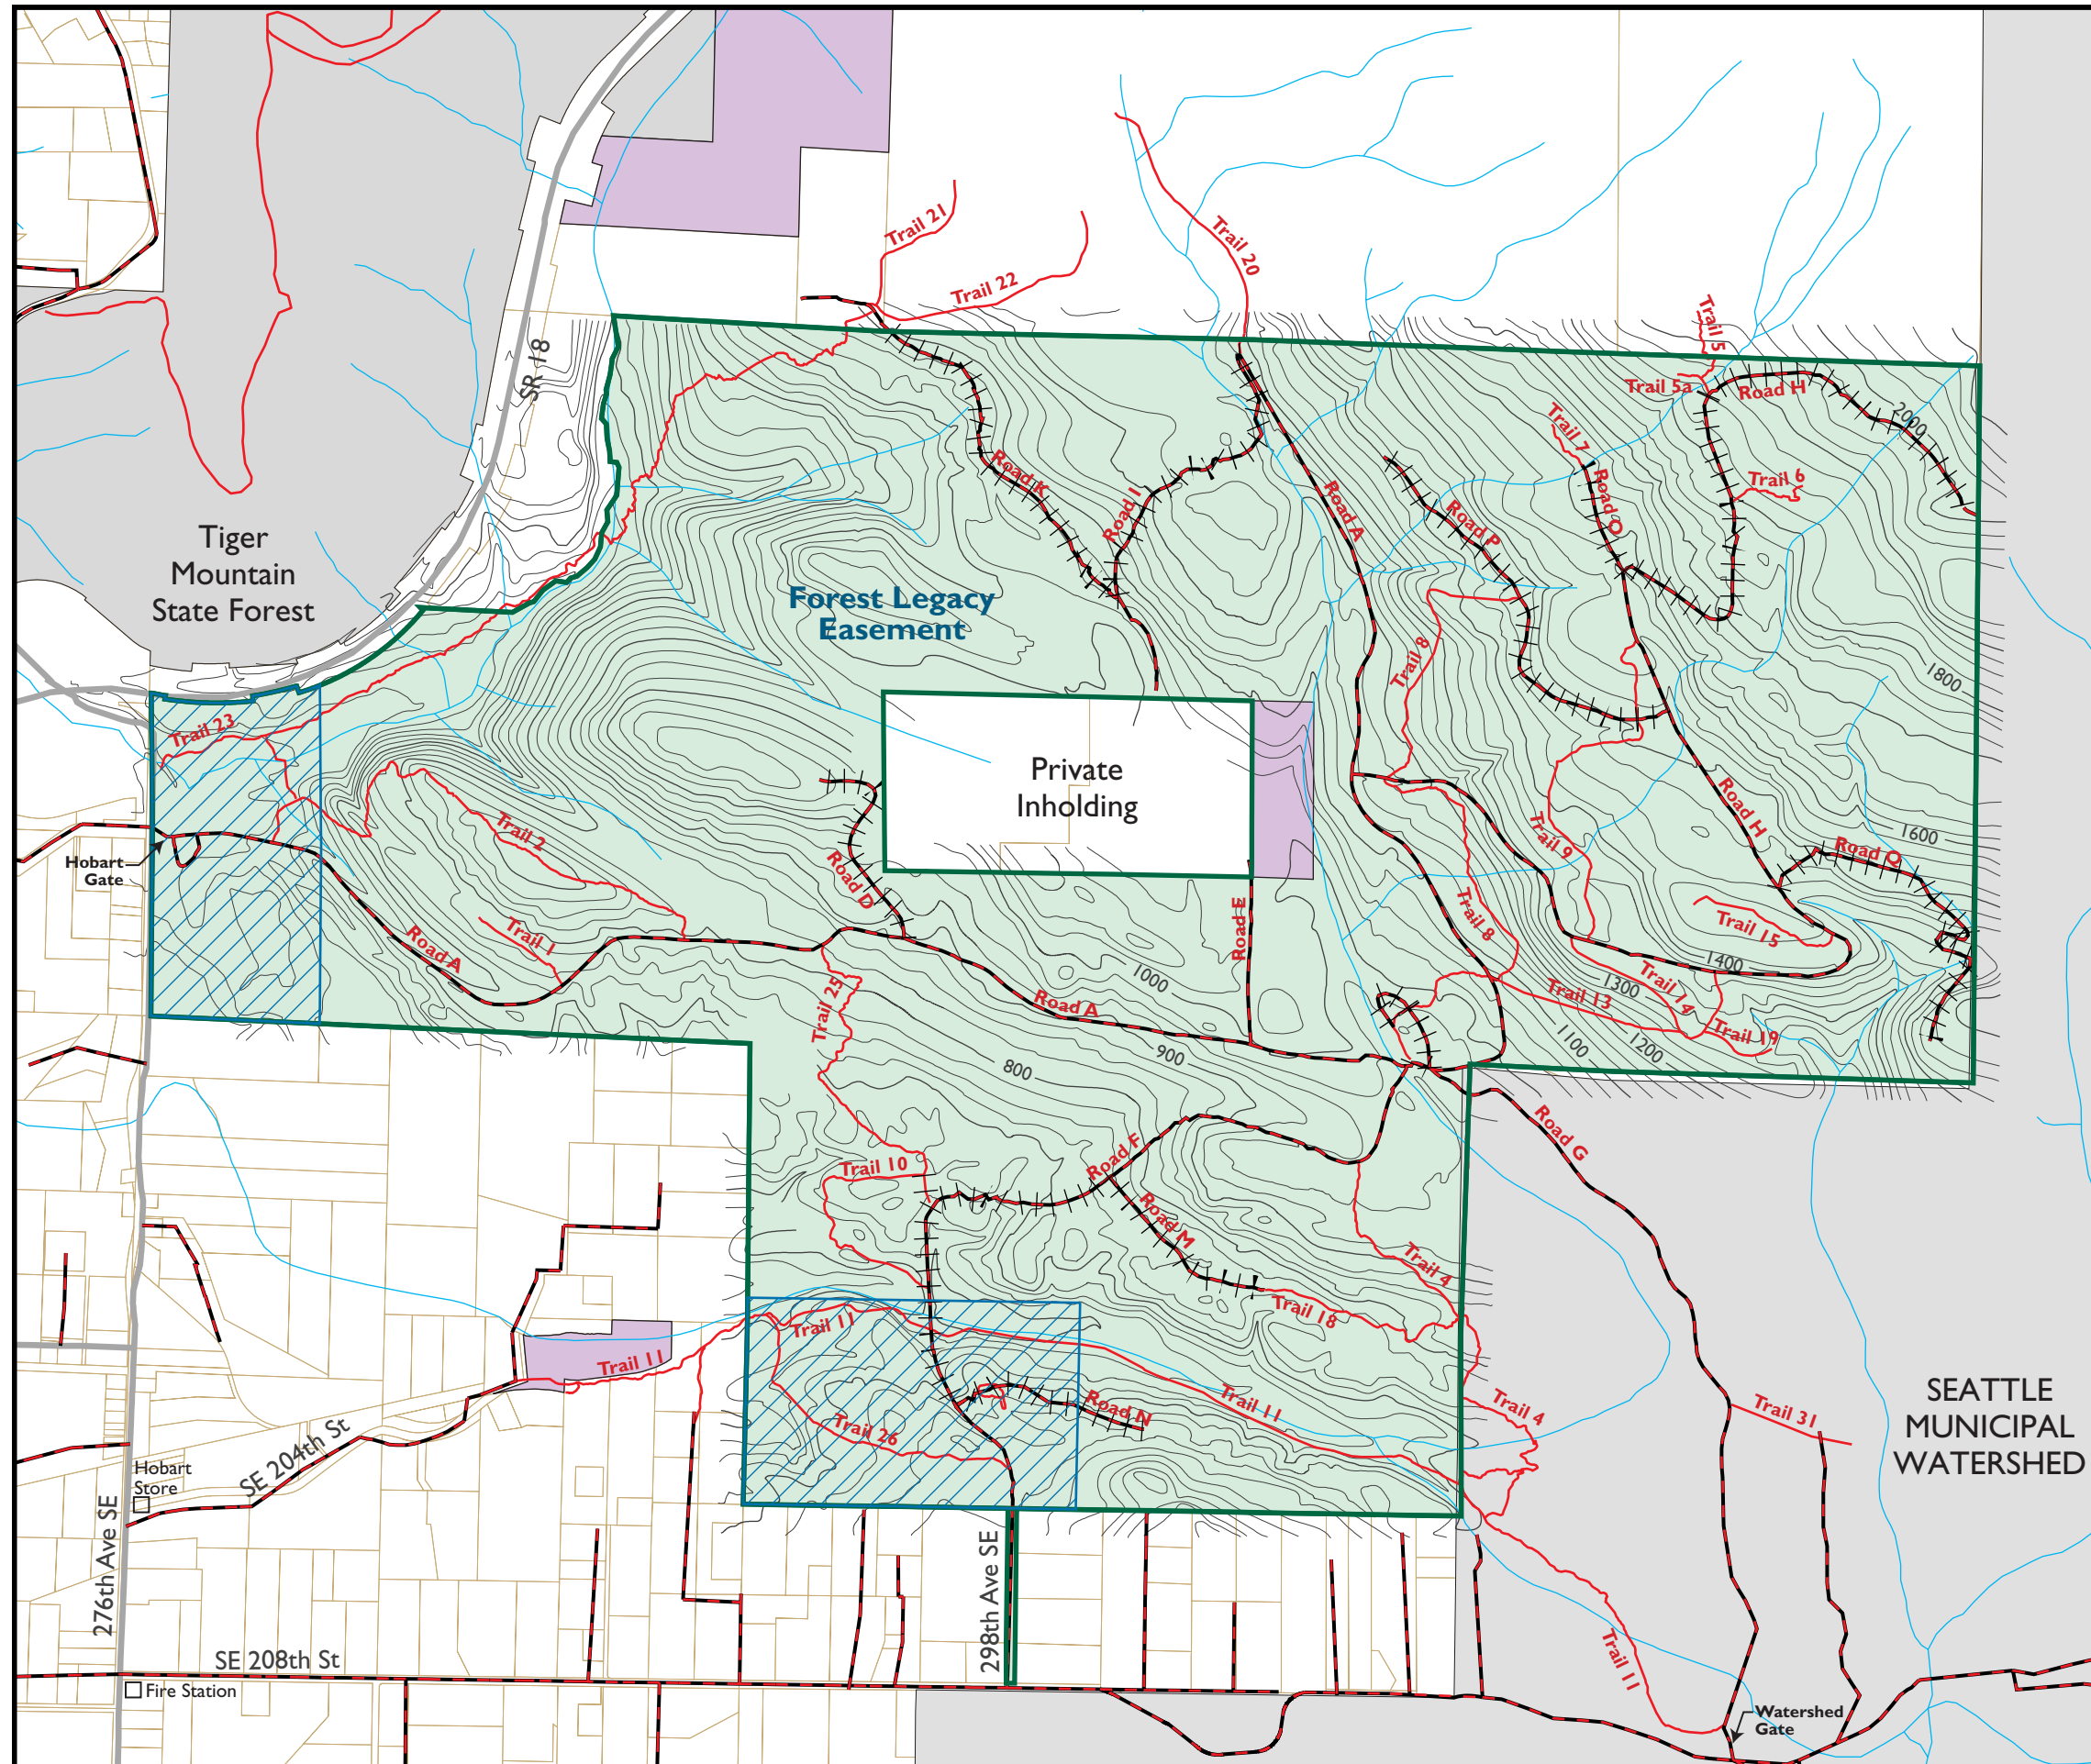 Trail 21
Trail 20
Trail 22
Trail 5
SR 18
Trail 5a
Road H
2000
Trail 7
Road K
Road I
Road A
Road P
Road O
Trail 6
Tiger
Mountain
State Forest
Forest Legacy
Easement
Trail 8
1800
Trail 23
Private
Inholding
Trail 2
Hobart
Gate
Road D
Trail 9
Road H
1600
Road Q
Road A
Trail 1
Road E
Trail 8
Trail 15
1400
Trail 25
1000
Road A
Trail 13
1300
Trail 14
Trail 19
900
800
1100
1200
Road F
Road G
Trail 10
Road M
Trail 4
Trail 18
Trail 11
Trail 11
Trail 11
Road N
Trail 4
Trail 31
Trail 26
SEATTLE
MUNICIPAL
WATERSHED
SE 204th St
Hobart
Store
276th Ave SE
298th Ave SE
SE 208th St
Fire Station
Trail 11
Watershed
Gate